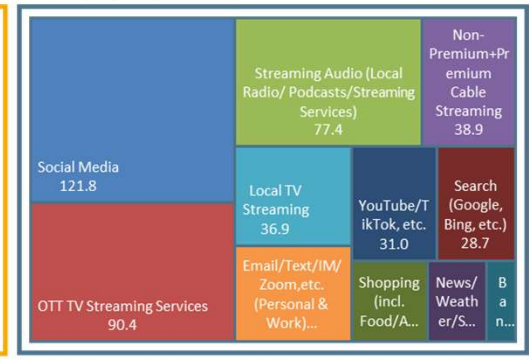 Social Media
121.8
OTT TV Streaming Services
90.4
Streaming Audio (Local
Radio/ Podcasts/Streaming
Services)
77.4
Non-
Premium+Pr
emium
Cable
Streaming
38.9
Local TV
Streaming
36.9
YouTube/T
ikTok, etc.
31.0
Search
(Google,
Bing, etc.)
28.7
Email/Text/IM/
Zoom,etc.
(Personal &
Work)...
Shopping
(incl.
Food/A...
News/
Weath
er/S...
B
a
n...